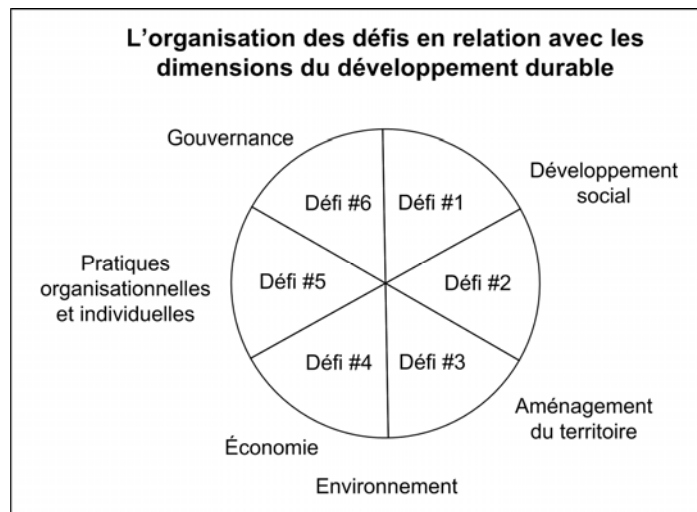 L'organisation des défis en relation avec les
dimensions du développement durable
Gouvernance
Développement
social
Défi #6
Défi #1
Pratiques
organisationnelles
et individuelles
Défi #5
Défi #2
Défi #4
Défi #3
Aménagement
du territoire
Économie
Environnement